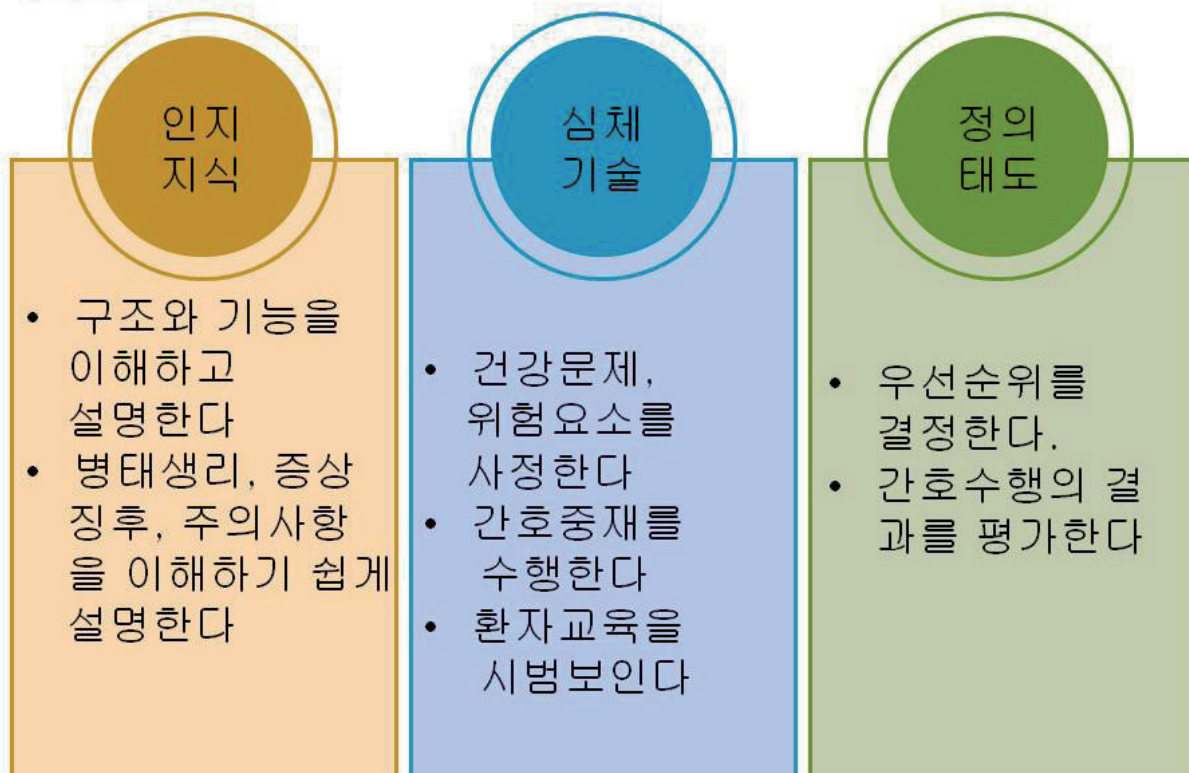 인지
지식
• 구조와 기능을
이해하고
설명한다
• 병태생리, 증상
징후, 주의사항
을 이해하기 쉽게
설명한다
심체
기술
• 건강문제,
위험요소를
사정한다
• 간호중재를
수행한다
• 환자교육을
시범보인다
정의
태도
• 우선순위를
결정한다.
• 간호수행의 결
과를 평가한다